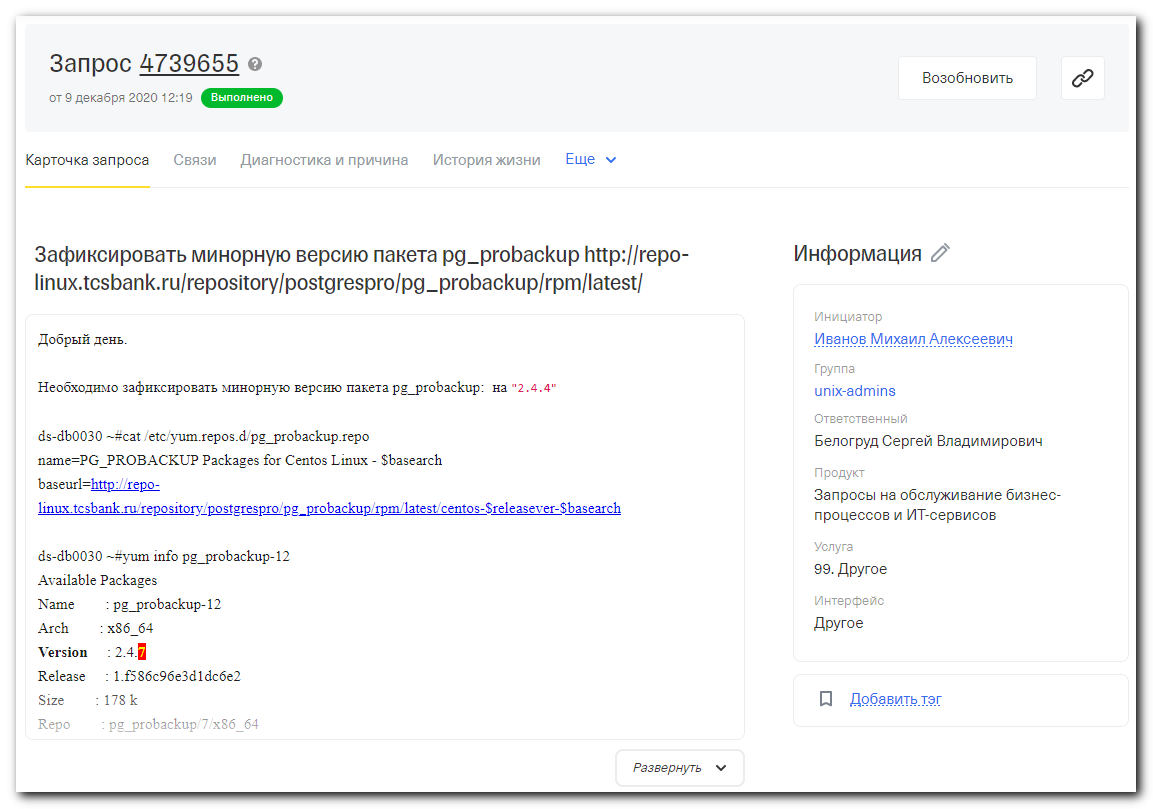 Запрос 4739655 ?
от 9 декабря 2020 12:19 Выполнено
Возобновить
Карточка запроса Связи Диагностика и причина История жизни Еще
Зафиксировать минорную версию пакета pg_probackup http://repo-
linux.tcsbank.ru/repository/postgrespro/pg_probackup/rpm/latest/
Добрый день.
Необходимо зафиксировать минорную версию пакета pg_probackup: на "2.4.4"
ds-db0030 ~#cat /etc/yum.repos.d/pg_probackup.repo
name=PG_PROBACKUP Packages for Centos Linux - $basearch
baseurl=http://repo-
linux.tcsbank.ru/repository/postgrespro/pg_probackup/rpm/latest/centos-$releasever-$basearch
ds-db0030 ~#yum info pg_probackup-12
Available Packages
Name : pg_probackup-12
Arch : x86_64
Version : 2.4.7
Release : 1.f586c96e3d1dc6e2
Size : 178 k
Repo : pg_probackup/7/x86_64
Развернуть
Информация
Инициатор
Иванов Михаил Алексеевич
Группа
unix-admins
Ответственный
Белогруд Сергей Владимирович
Продукт
Запросы на обслуживание бизнес-
процессов и ИТ-сервисов
Услуга
99. Другое
Интерфейс
Другое
Добавить тэг